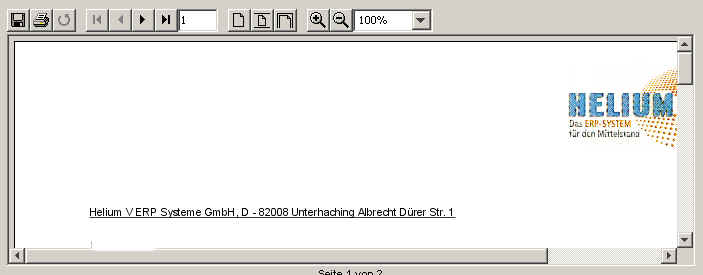 1
100%
HELIUM
Das ERP-SYSTEM
für den Mittelstand
Helium V ERP Systeme GmbH, D - 82008 Unterhaching Albrecht Dürer Str. 1
Seite 1 von 2